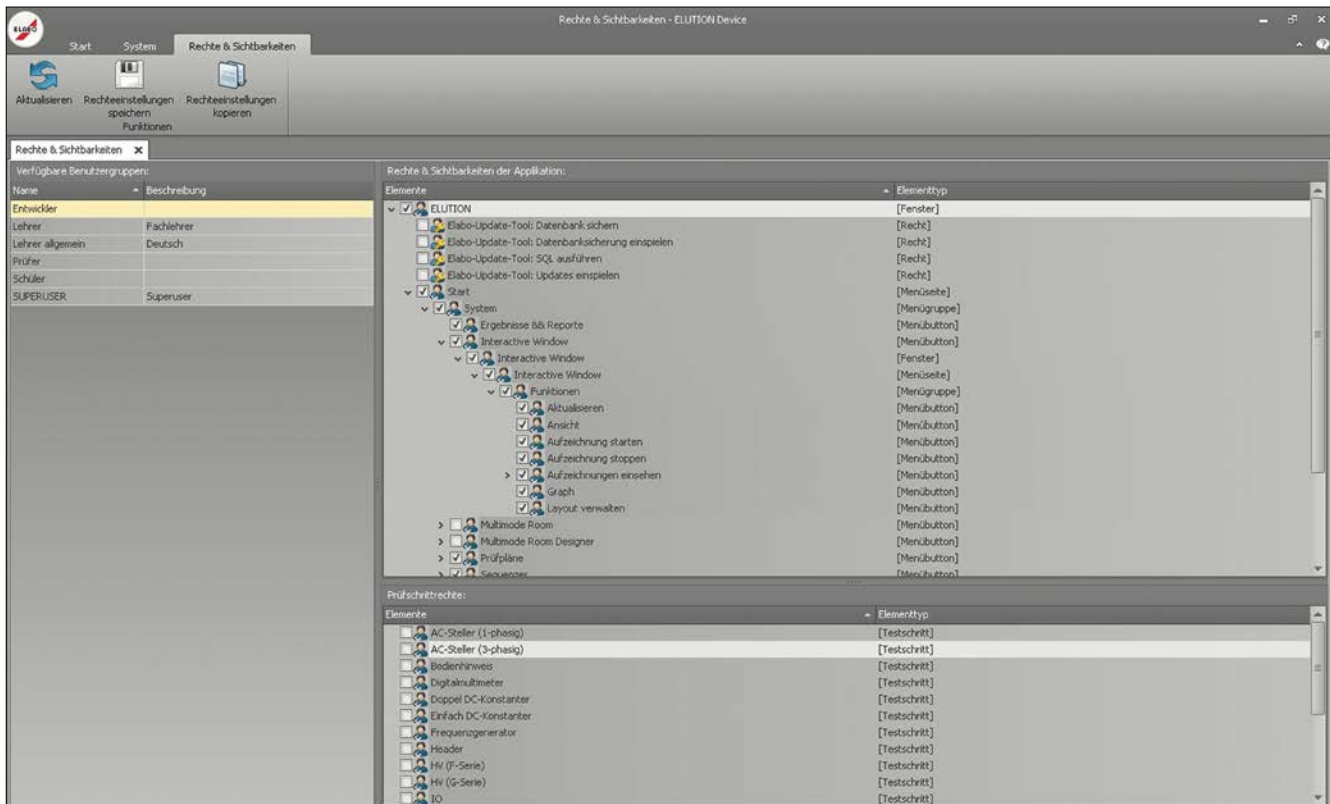 Rechte & Sichtbarkeiten - ELUTION Device
ELABO
Start System Rechte & Sichtbarkeiten
Aktualisieren Rechteeinstellungen speichern Rechteeinstellungen kopieren
Funktionen
Rechte & Sichtbarkeiten
Verfügbare Benutzergruppen:
Name Beschreibung
Entwickler
Lehrer Fachlehrer
Lehrer allgemein Deutsch
Prüfer
Schüler
SUPERUSER Superuser
Rechte & Sichtbarkeiten der Applikation:
Elemente Elementtyp
ELUTION [Fenster]
Elabo-Update-Tool: Datenbank sichern [Recht]
Elabo-Update-Tool: Datenbanksicherung einspielen [Recht]
Elabo-Update-Tool: SQL ausführen [Recht]
Elabo-Update-Tool: Updates einspielen [Recht]
Start [Menüseite]
System [Menügruppe]
Ergebnisse && Reporte [Menübutton]
Interactive Window [Menübutton]
Interactive Window [Fenster]
Interactive Window [Menüseite]
Funktionen [Menügruppe]
Aktualisieren [Menübutton]
Ansicht [Menübutton]
Aufzeichnung starten [Menübutton]
Aufzeichnung stoppen [Menübutton]
Aufzeichnungen einsehen [Menübutton]
Graph [Menübutton]
Layout verwalten [Menübutton]
Multimode Room [Menübutton]
Multimode Room Designer [Menübutton]
Prüfpläne [Menübutton]
Sequenzer [Menübutton]
Prüfschrittrechte:
Elemente Elementtyp
AC-Steller (1-phasig) [Testschritt]
AC-Steller (3-phasig) [Testschritt]
Bedienhinweis [Testschritt]
Digitalmultimeter [Testschritt]
Doppel DC-Konstanter [Testschritt]
Einfach DC-Konstanter [Testschritt]
Frequenzgenerator [Testschritt]
Header [Testschritt]
HV (F-Serie) [Testschritt]
HV (G-Serie) [Testschritt]
IO [Testschritt]